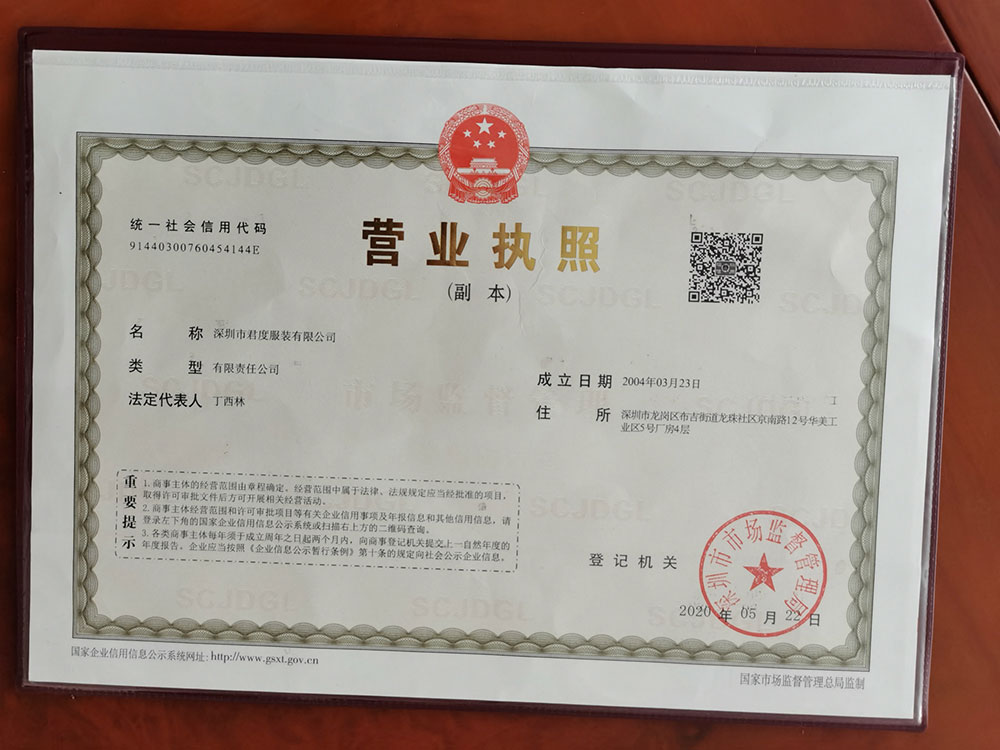 统一社会信用代码
91440300760454144E
营业执照
(副 本)
名 称 深圳市君度服装有限公司
类 型 有限责任公司
法定代表人 丁西林
成立日期 2004年03月23日
住 所 深圳市龙岗区布吉街道龙珠社区京南路12号华美工
业区5号厂房4层
重要提示
1.商事主体的经营范围由章程确定。经营范围中属于法律、法规规定应当经批准的项目,
取得许可审批文件后方可开展相关经营活动。
2.商事主体经营范围和许可审批项目等有关企业信用事项及年报信息和其他信用信息,请
登录左下角的国家企业信用信息公示系统或扫描右上方的二维码查询。
3.各类商事主体每年须于成立周年之日起两个月内,向商事登记机关提交上一自然年度的
年度报告。企业应当按照《企业信息公示暂行条例》第十条的规定向社会公示企业信息。
登记机关
深圳市市场监督管理局
2020 年 05 月 22 日
国家企业信用信息公示系统网址:http://www.gsxt.gov.cn
国家市场监督管理总局监制
SCJDGL
市场监督管理